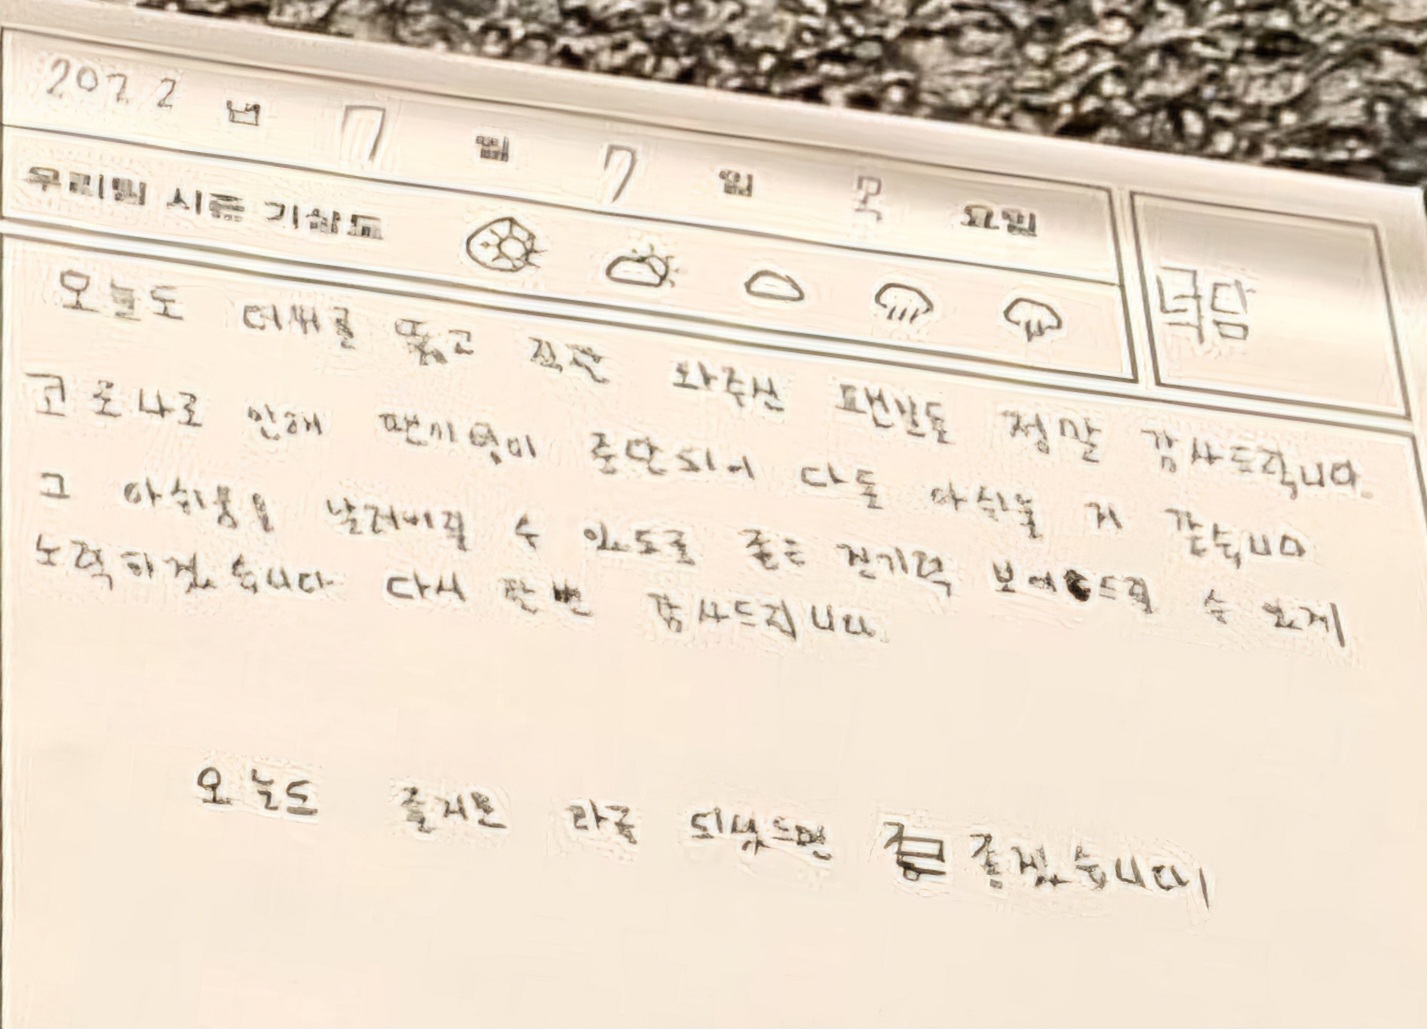 2022 년 7 월 7 일 목 요일
우리팀 시즌 기상도
덕담
오늘도 더위를 뚫고 직관 와주신 팬분들 정말 감사드립니다.
코로나로 인해 팬미팅이 중단되어 다들 아쉬울 거 같습니다
그 아쉬움을 날려버릴 수 있도록 좋은 경기력 보여드릴 수 있게
노력하겠습니다 다시 한번 감사드립니다.
오늘도 즐거운 하루 되셨으면 좋겠습니다